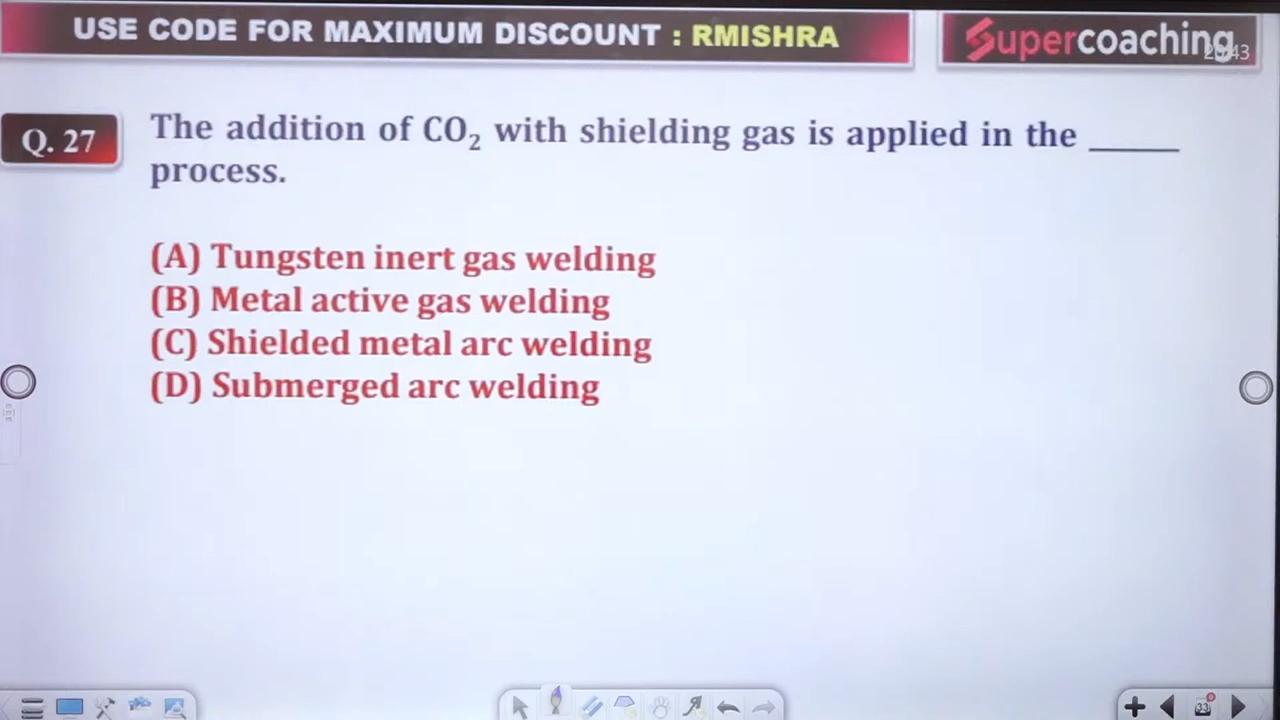 USE CODE FOR MAXIMUM DISCOUNT : RMISHRA
Supercoaching
Q. 27
The addition of CO₂ with shielding gas is applied in the ______
process.
(A) Tungsten inert gas welding
(B) Metal active gas welding
(C) Shielded metal arc welding
(D) Submerged arc welding
33